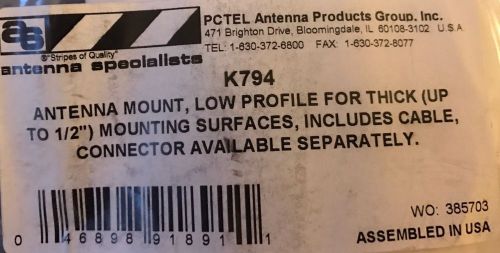 PCTEL Antenna Products Group. Inc.
471 Brighton Drive, Bloomingdale, IL 60108-3102 U.S.A.
TEL: 1-630-372-6800 FAX: 1-630-372-8077
as
®"Stripes of Quality"
antenna specialists
K794
ANTENNA MOUNT, LOW PROFILE FOR THICK (UP
TO 1/2") MOUNTING SURFACES, INCLUDES CABLE,
CONNECTOR AVAILABLE SEPARATELY.
WO: 385703
0 46898 91891 1
ASSEMBLED IN USA